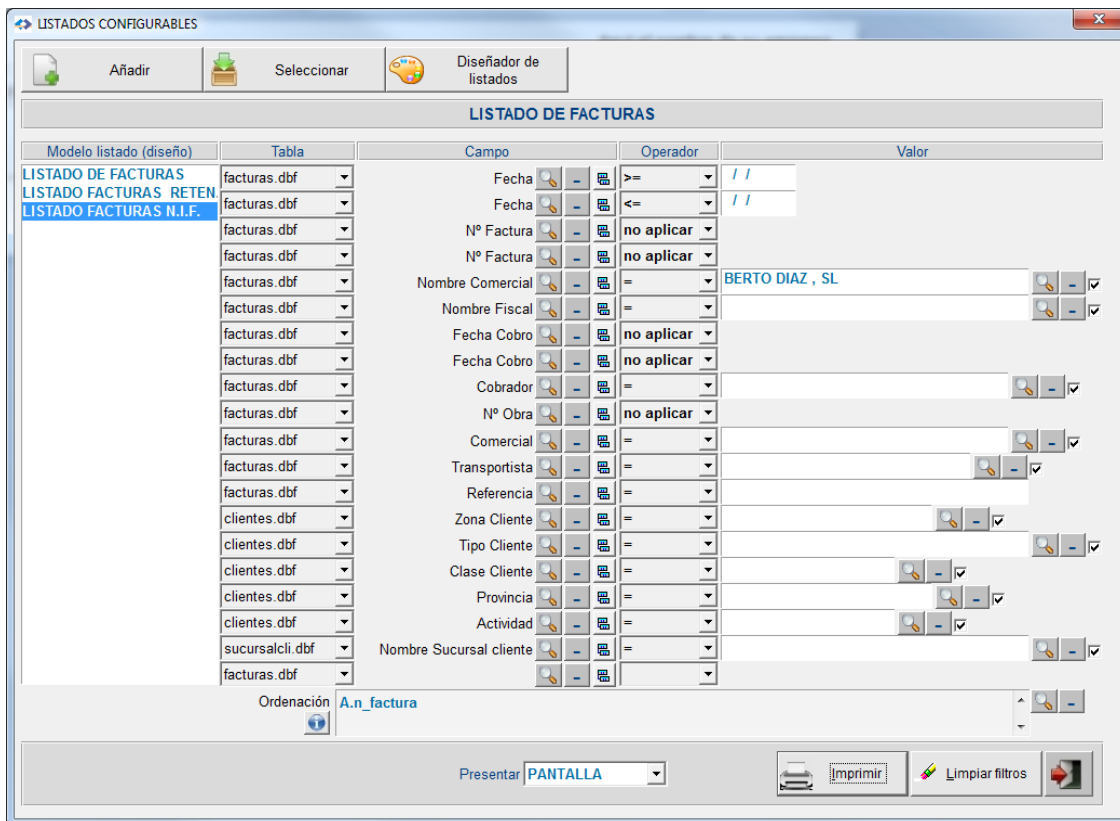 LISTADOS CONFIGURABLES
Añadir
Seleccionar
Diseñador de
listados
LISTADO DE FACTURAS
Modelo listado (diseño) Tabla Campo Operador Valor
LISTADO DE FACTURAS
LISTADO FACTURAS RETEN.
LISTADO FACTURAS N.I.F.
facturas.dbf Fecha >= / /
facturas.dbf Fecha <= / /
facturas.dbf Nº Factura no aplicar
facturas.dbf Nº Factura no aplicar
facturas.dbf Nombre Comercial = BERTO DIAZ , SL
facturas.dbf Nombre Fiscal =
facturas.dbf Fecha Cobro no aplicar
facturas.dbf Fecha Cobro no aplicar
facturas.dbf Cobrador =
facturas.dbf Nº Obra no aplicar
facturas.dbf Comercial =
facturas.dbf Transportista =
facturas.dbf Referencia =
clientes.dbf Zona Cliente =
clientes.dbf Tipo Cliente =
clientes.dbf Clase Cliente =
clientes.dbf Provincia =
clientes.dbf Actividad =
sucursalcli.dbf Nombre Sucursal cliente =
facturas.dbf
Ordenación A.n_factura
Presentar PANTALLA
Imprimir
Limpiar filtros